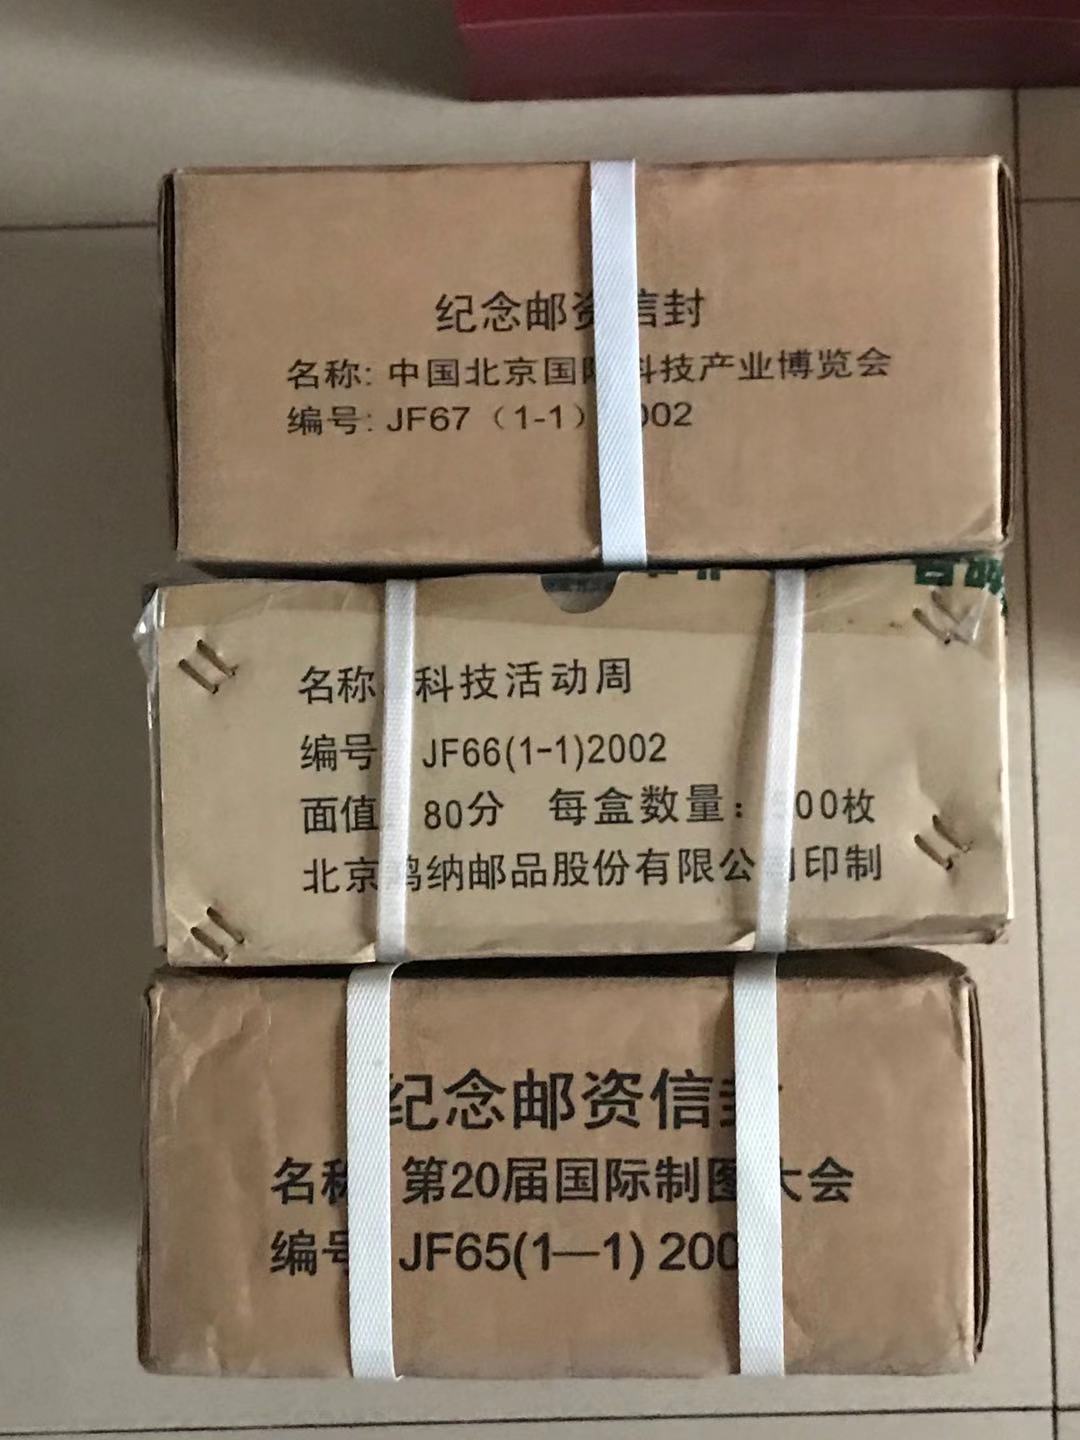 纪念邮资信封
名称: 中国北京国际科技产业博览会
编号: JF67（1-1）2002
名称 科技活动周
编号 JF66(1-1)2002
面值 80分 每盒数量: 00枚
北京鸿纳邮品股份有限公司印制
纪念邮资信封
名称 第20届国际制图大会
编号 JF65(1—1) 200